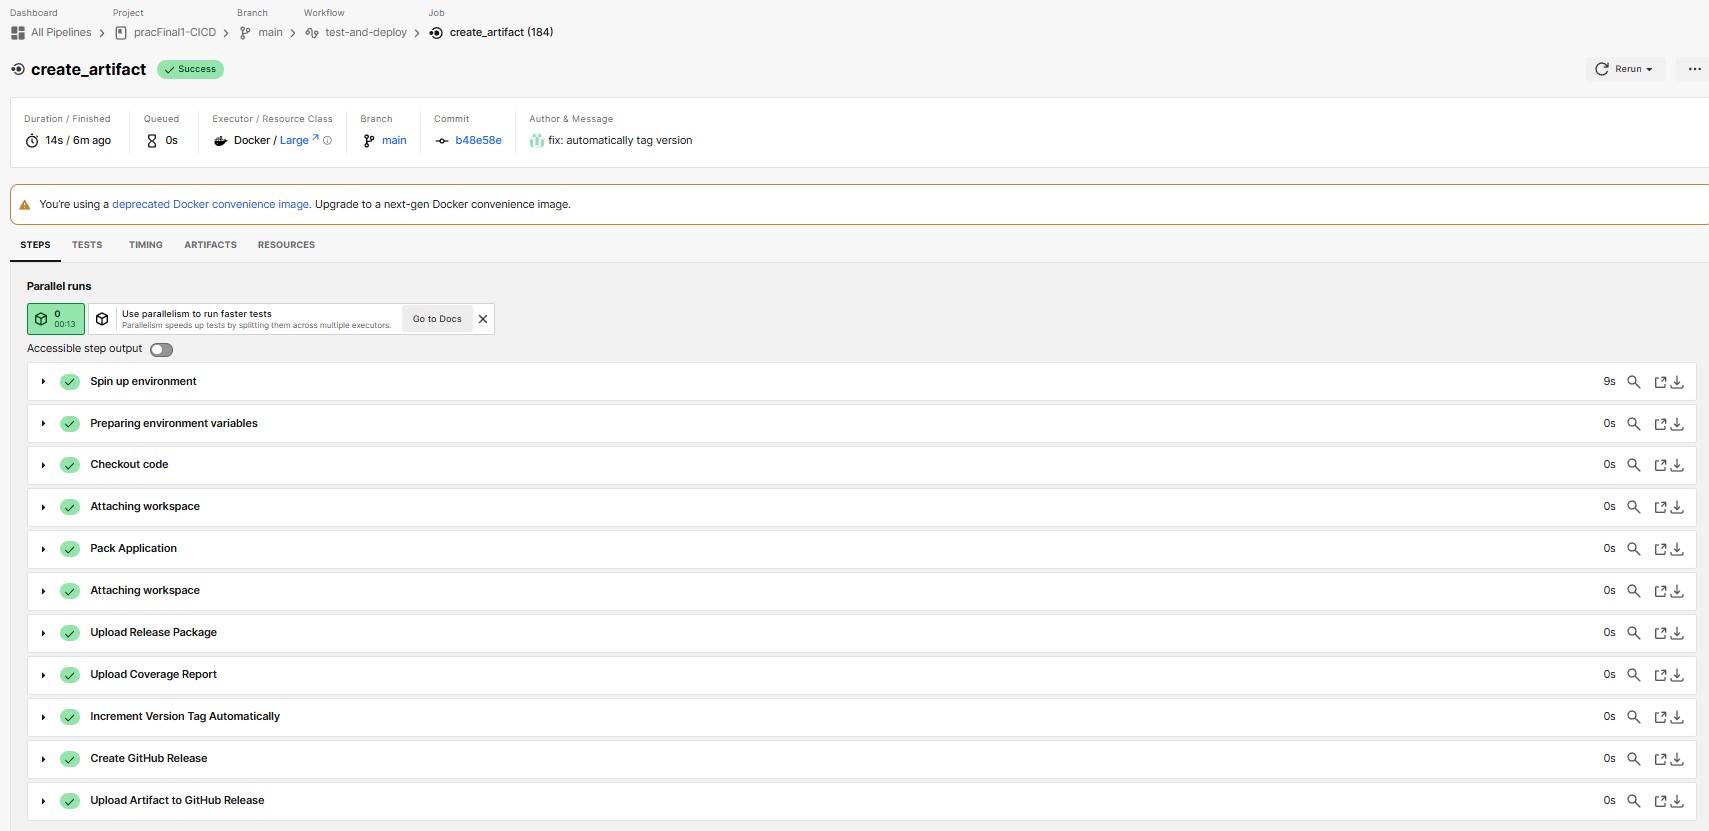 Dashboard Project Branch Workflow Job
All Pipelines pracFinal1-CICD main test-and-deploy create_artifact (184)
create_artifact Success Rerun
Duration / Finished Queued Executor / Resource Class Branch Commit Author & Message
14s / 6m ago 0s Docker / Large main b48e58e fix: automatically tag version
You're using a deprecated Docker convenience image. Upgrade to a next-gen Docker convenience image.
STEPS TESTS TIMING ARTIFACTS RESOURCES
Parallel runs
0
00:13
Use parallelism to run faster tests
Parallelism speeds up tests by splitting them across multiple executors.
Go to Docs
Accessible step output
Spin up environment 9s
Preparing environment variables 0s
Checkout code 0s
Attaching workspace 0s
Pack Application 0s
Attaching workspace 0s
Upload Release Package 0s
Upload Coverage Report 0s
Increment Version Tag Automatically 0s
Create GitHub Release 0s
Upload Artifact to GitHub Release 0s